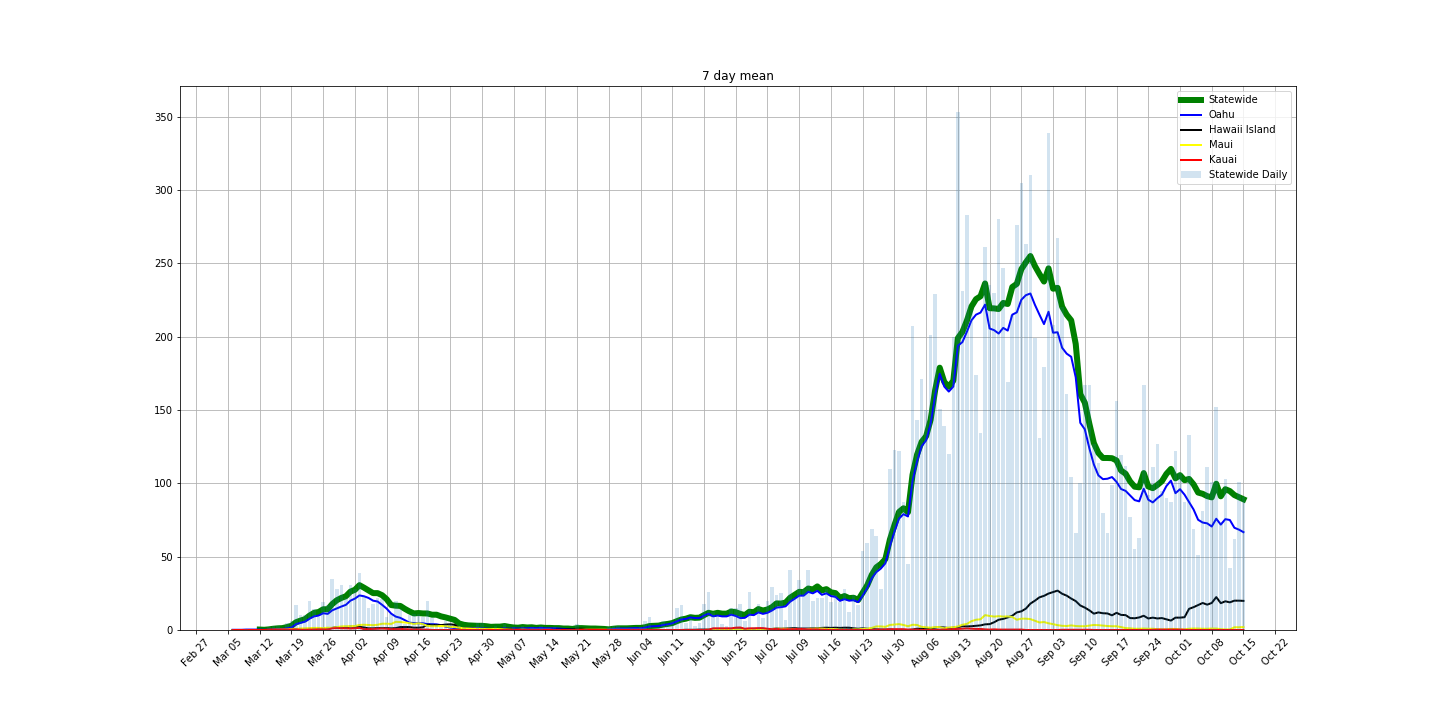 7 day mean
350
300
250
200
150
100
50
0
Statewide
Oahu
Hawaii Island
Maui
Kauai
Statewide Daily
Feb 27
Mar 05
Mar 12
Mar 19
Mar 26
Apr 02
Apr 09
Apr 16
Apr 23
Apr 30
May 07
May 14
May 21
May 28
Jun 04
Jun 11
Jun 18
Jun 25
Jul 02
Jul 09
Jul 16
Jul 23
Jul 30
Aug 06
Aug 13
Aug 20
Aug 27
Sep 03
Sep 10
Sep 17
Sep 24
Oct 01
Oct 08
Oct 15
Oct 22